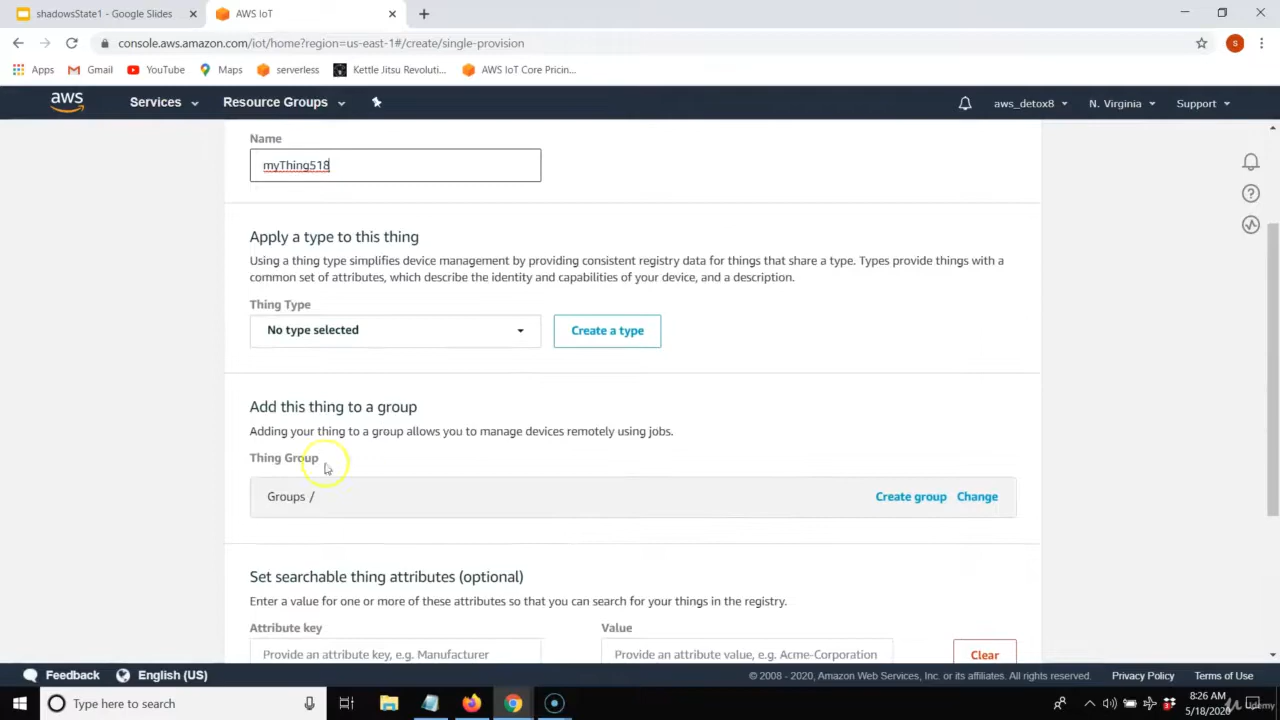 shadowsState1 - Google Slides
AWS IoT
console.aws.amazon.com/iot/home?region=us-east-1#/create/single-provision
Apps
Gmail
YouTube
Maps
serverless
Kettle Jitsu Revoluti...
AWS IoT Core Pricin...
aws
Services
Resource Groups
aws_detox8
N. Virginia
Support
Name
myThing518
Apply a type to this thing
Using a thing type simplifies device management by providing consistent registry data for things that share a type. Types provide things with a
common set of attributes, which describe the identity and capabilities of your device, and a description.
Thing Type
No type selected
Create a type
Add this thing to a group
Adding your thing to a group allows you to manage devices remotely using jobs.
Thing Group
Groups /
Create group
Change
Set searchable thing attributes (optional)
Enter a value for one or more of these attributes so that you can search for your things in the registry.
Attribute key
Value
Provide an attribute key, e.g. Manufacturer
Provide an attribute value, e.g. Acme-Corporation
Clear
Feedback
English (US)
© 2008 - 2020, Amazon Web Services, Inc. or its affiliates. All rights reserved.
Privacy Policy
Terms of Use
Type here to search
8:26 AM
5/18/2020
Udemy